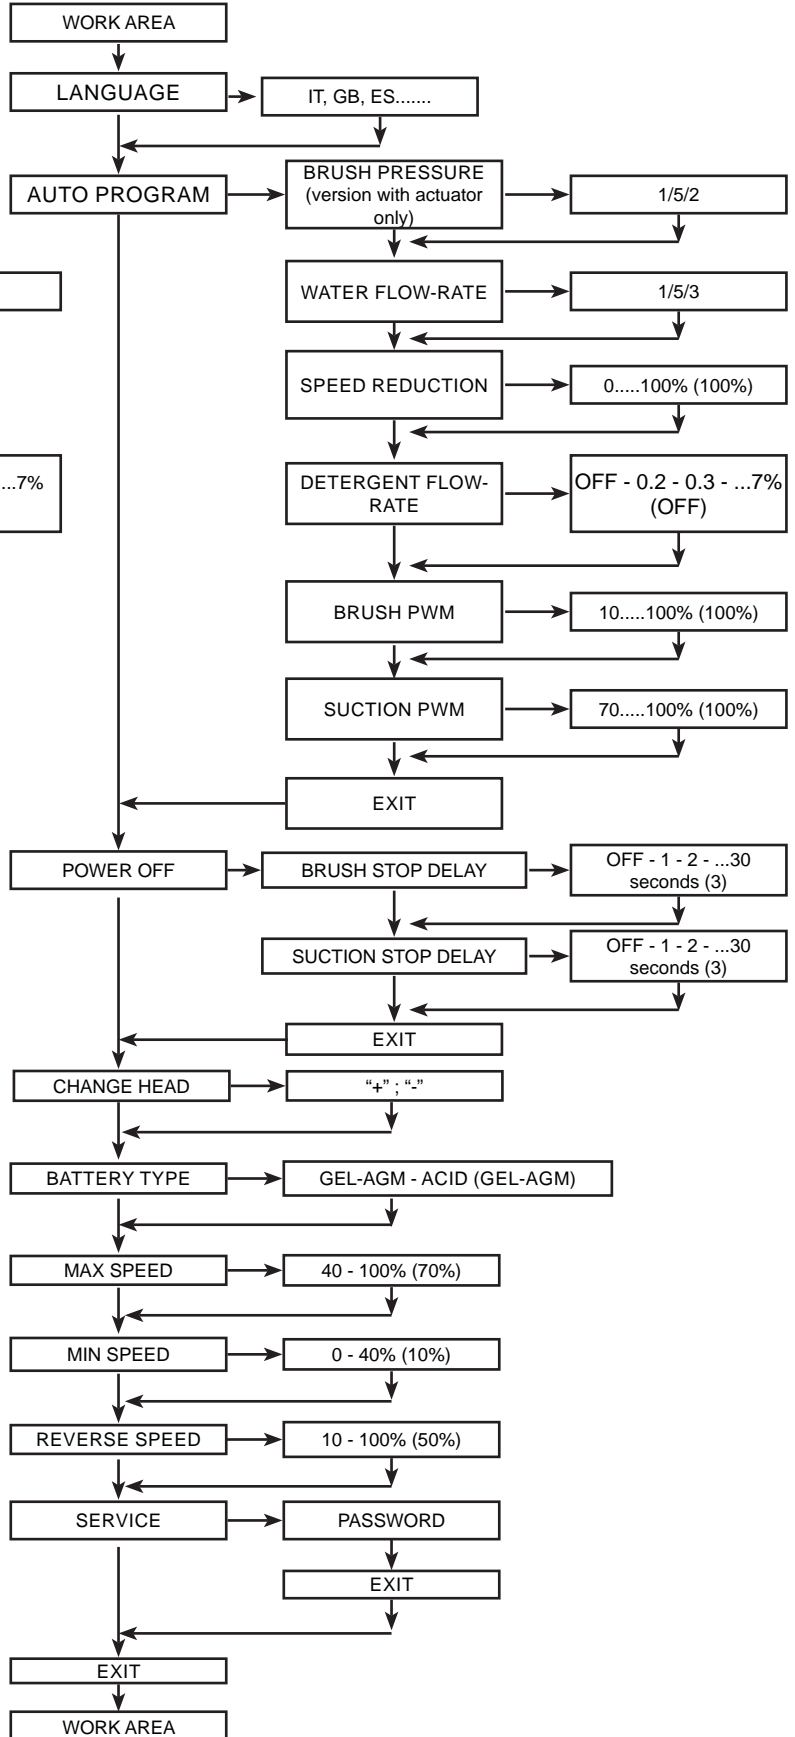 WORK AREA
LANGUAGE
IT, GB, ES.......
AUTO PROGRAM
BRUSH PRESSURE
(version with actuator
only)
1/5/2
WATER FLOW-RATE
1/5/3
SPEED REDUCTION
0.....100% (100%)
...7%
DETERGENT FLOW-
RATE
OFF - 0.2 - 0.3 - ...7%
(OFF)
BRUSH PWM
10.....100% (100%)
SUCTION PWM
70.....100% (100%)
EXIT
POWER OFF
BRUSH STOP DELAY
OFF - 1 - 2 - ...30
seconds (3)
SUCTION STOP DELAY
OFF - 1 - 2 - ...30
seconds (3)
EXIT
CHANGE HEAD
“+” ; “-”
BATTERY TYPE
GEL-AGM - ACID (GEL-AGM)
MAX SPEED
40 - 100% (70%)
MIN SPEED
0 - 40% (10%)
REVERSE SPEED
10 - 100% (50%)
SERVICE
PASSWORD
EXIT
EXIT
WORK AREA